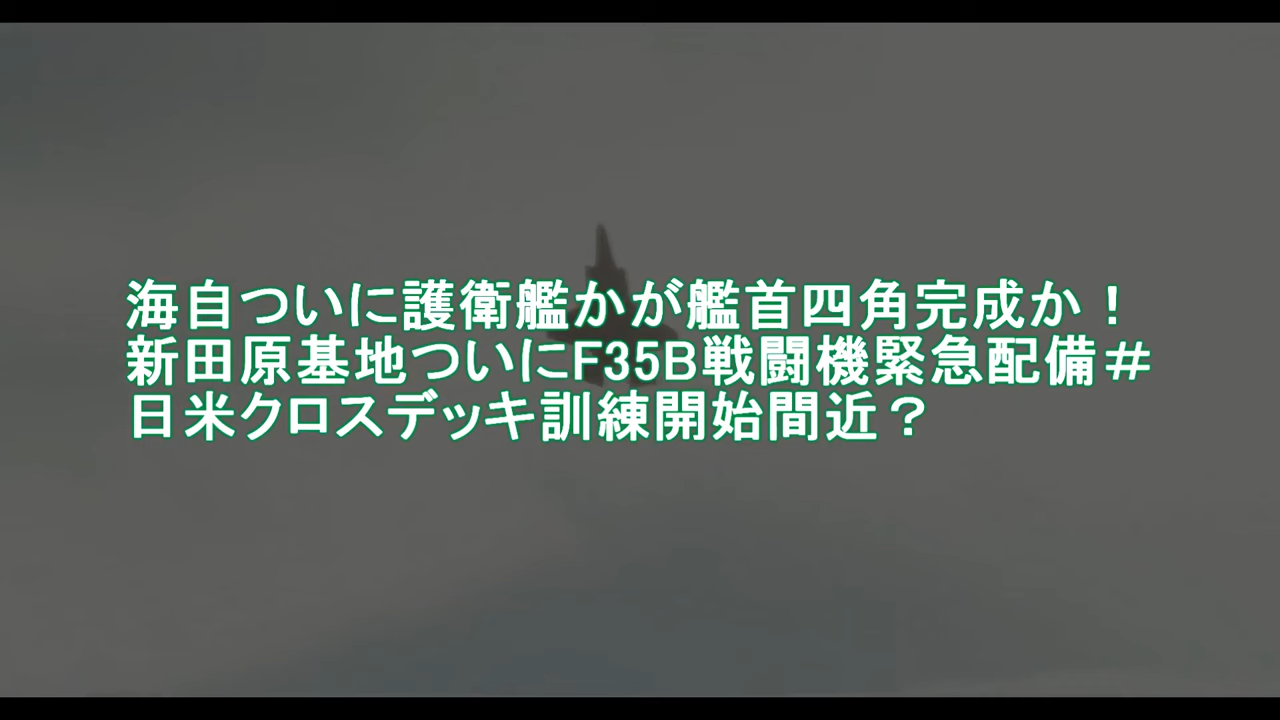 海自ついに護衛艦かが艦首四角完成か！
新田原基地ついにF35B戦闘機緊急配備＃
日米クロスデッキ訓練開始間近？